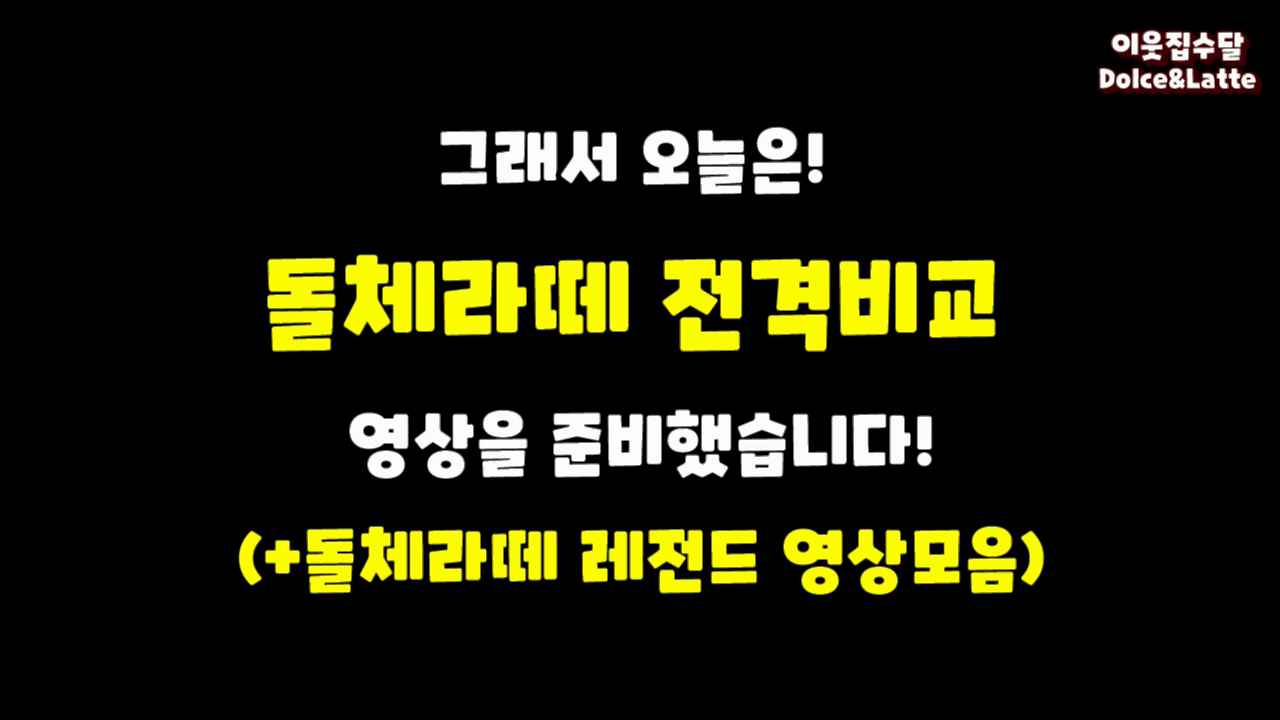 이웃집수달
Dolce&Latte
그래서 오늘은!
돌체라떼 전격비교
영상을 준비했습니다!
(+돌체라떼 레전드 영상모음)